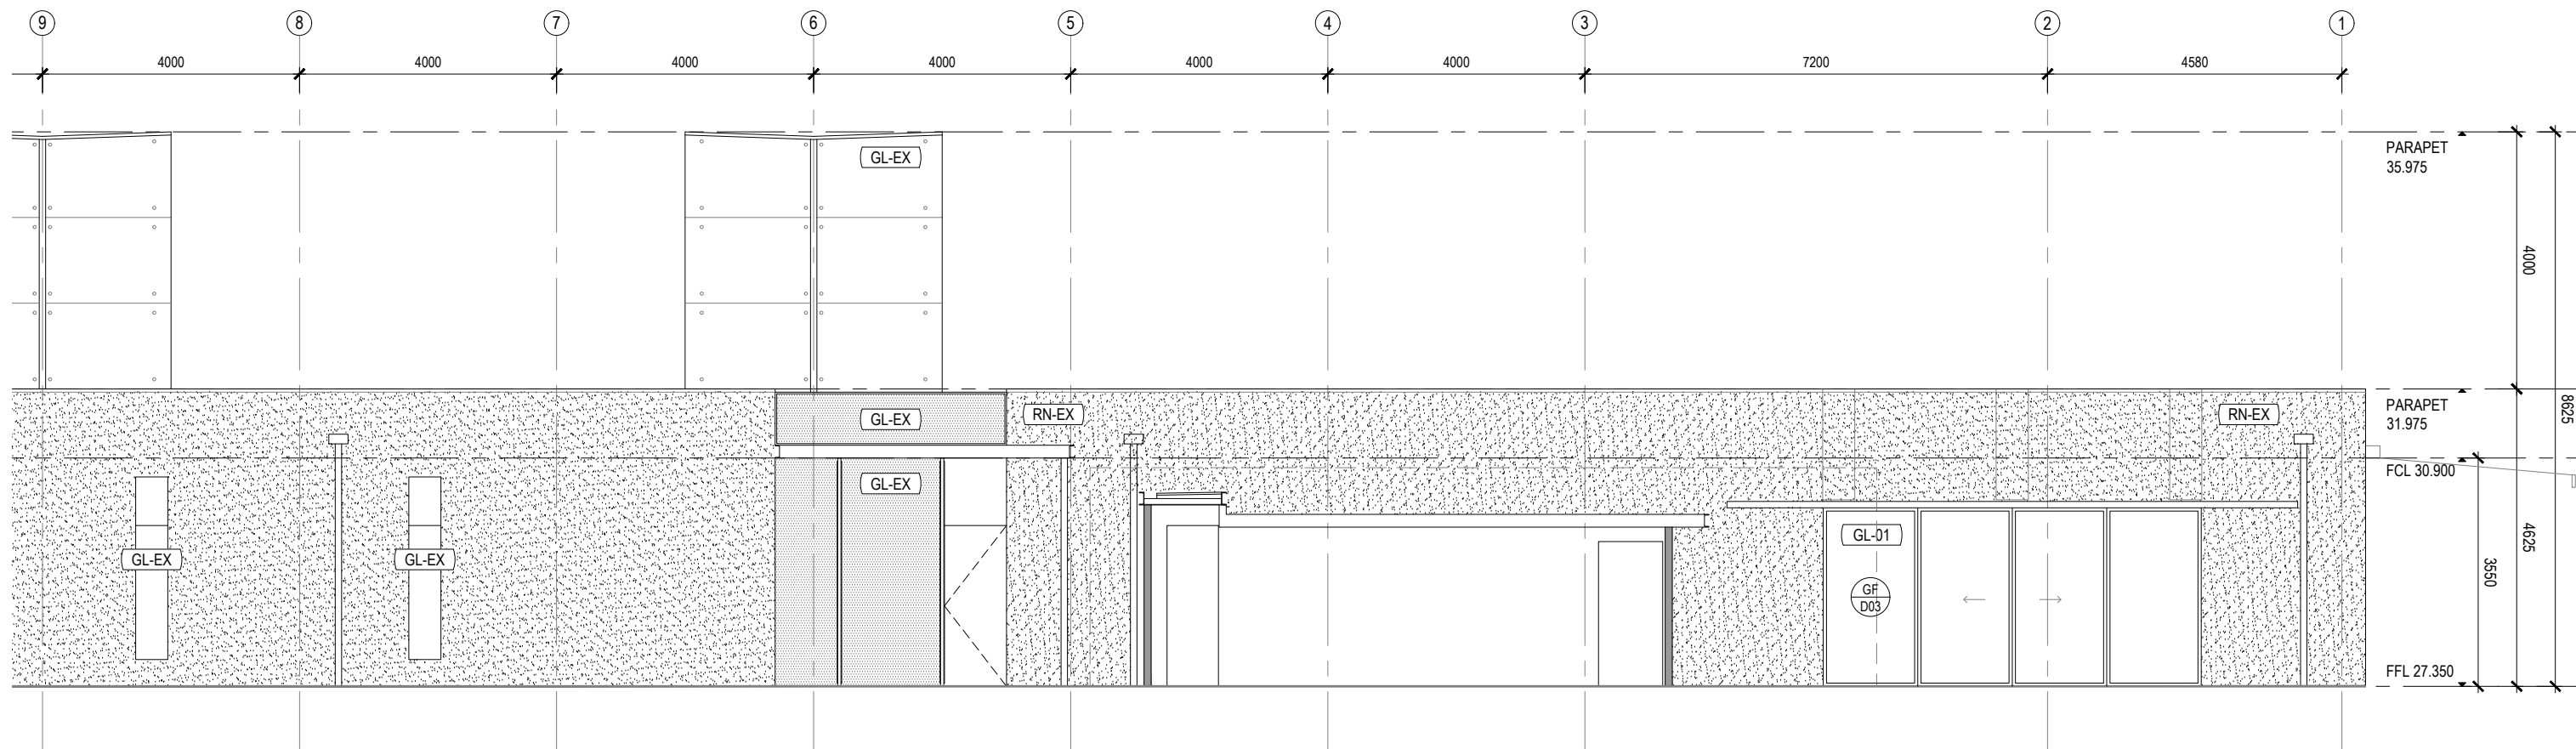 9 8 7 6 5 4 3 2 1
4000 4000 4000 4000 4000 4000 7200 4580
PARAPET
35.975
GL-EX
4000
8625
PARAPET
31.975
GL-EX
RN-EX
RN-EX
FCL 30.900
GL-EX
GL-EX
GL-EX
GL-01
4625
3550
GF
D03
FFL 27.350